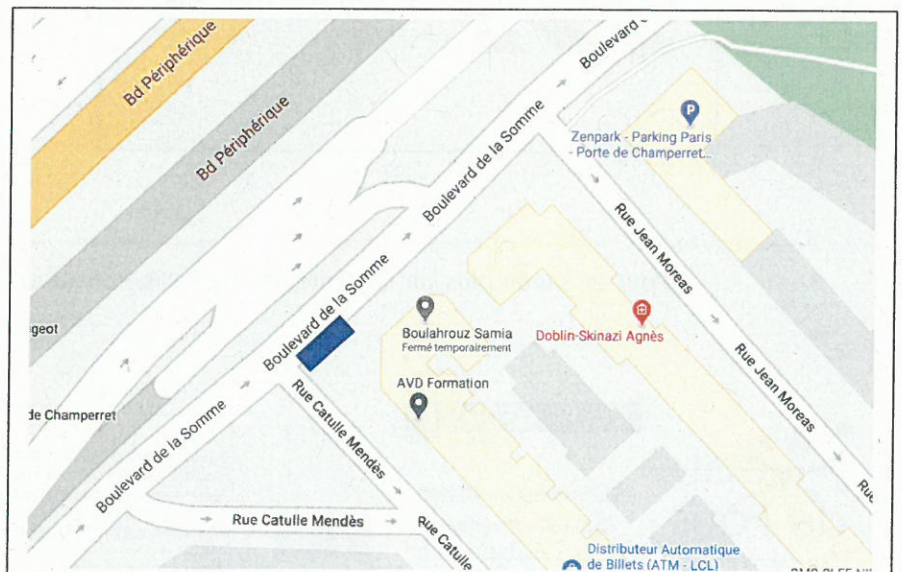 Boulevard d
Bd Périphérique
Bd Périphérique
Boulevard de la Somme
P
Zenpark - Parking Paris
- Porte de Champerret...
Boulevard de la Somme
Rue Jean Moreas
Boulevard de la Somme
geot
Boulahrouz Samia
Fermé temporairement
Doblin-Skinazi Agnès
AVD Formation
Rue Jean Moreas
de Champerret
Rue Catulle Mendès
Boulevard de la Somme
Rue
Rue Catulle Mendès
Rue Catulle
Distributeur Automatique
de Billets (ATM - LCL)